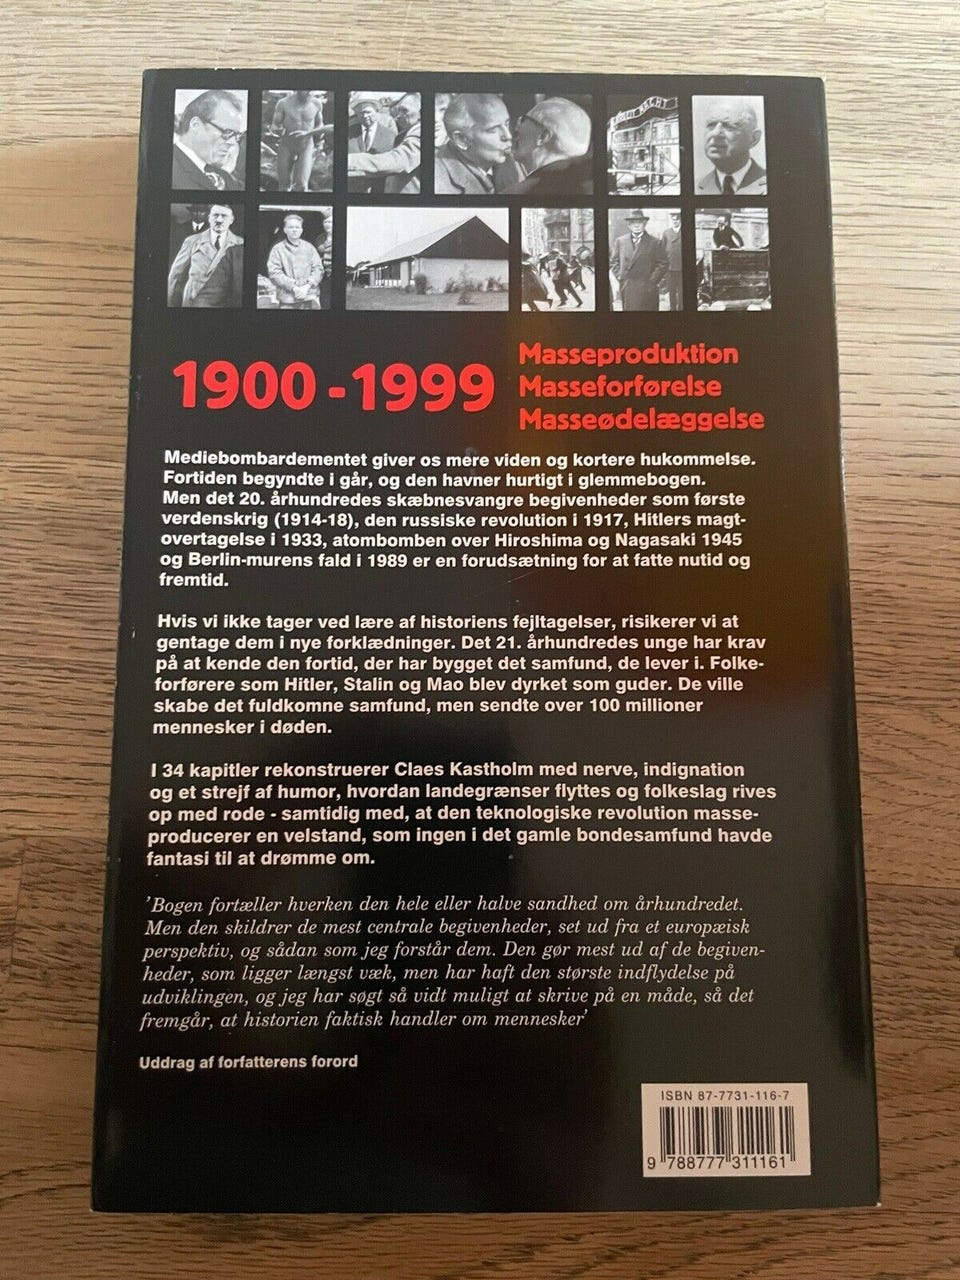 1900-1999
Masseproduktion
Masseforførelse
Masseødelæggelse
Mediebombardementet giver os mere viden og kortere hukommelse.
Fortiden begyndte i går, og den havner hurtigt i glemmebogen.
Men det 20. århundredes skæbnesvangre begivenheder som første
verdenskrig (1914-18), den russiske revolution i 1917, Hitlers magt-
overtagelse i 1933, atombomben over Hiroshima og Nagasaki 1945
og Berlin-murens fald i 1989 er en forudsætning for at fatte nutid og
fremtid.
Hvis vi ikke tager ved lære af historiens fejltagelser, risikerer vi at
gentage dem i nye forklædninger. Det 21. århundredes unge har krav
på at kende den fortid, der har bygget det samfund, de lever i. Folke-
forførere som Hitler, Stalin og Mao blev dyrket som guder. De ville
skabe det fuldkomne samfund, men sendte over 100 millioner
mennesker i døden.
I 34 kapitler rekonstruerer Claes Kastholm med nerve, indignation
og et strejf af humor, hvordan landegrænser flyttes og folkeslag rives
op med rode - samtidig med, at den teknologiske revolution masse-
producerer en velstand, som ingen i det gamle bondesamfund havde
fantasi til at drømme om.
'Bogen fortæller hverken den hele eller halve sandhed om århundredet.
Men den skildrer de mest centrale begivenheder, set ud fra et europæisk
perspektiv, og sådan som jeg forstår dem. Den gør mest ud af de begiven-
heder, som ligger længst væk, men har haft den største indflydelse på
udviklingen, og jeg har søgt så vidt muligt at skrive på en måde, så det
fremgår, at historien faktisk handler om mennesker'
Uddrag af forfatterens forord
ISBN 87-7731-116-7
9 788777 311161